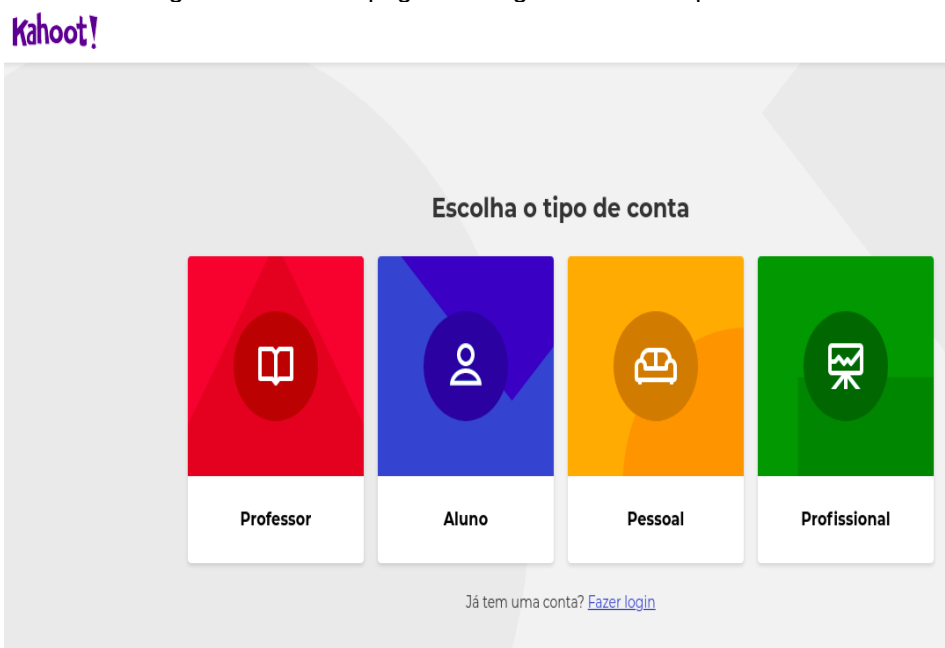 Kahoot!
Escolha o tipo de conta
Professor
Aluno
Pessoal
Profissional
Já tem uma conta? Fazer login